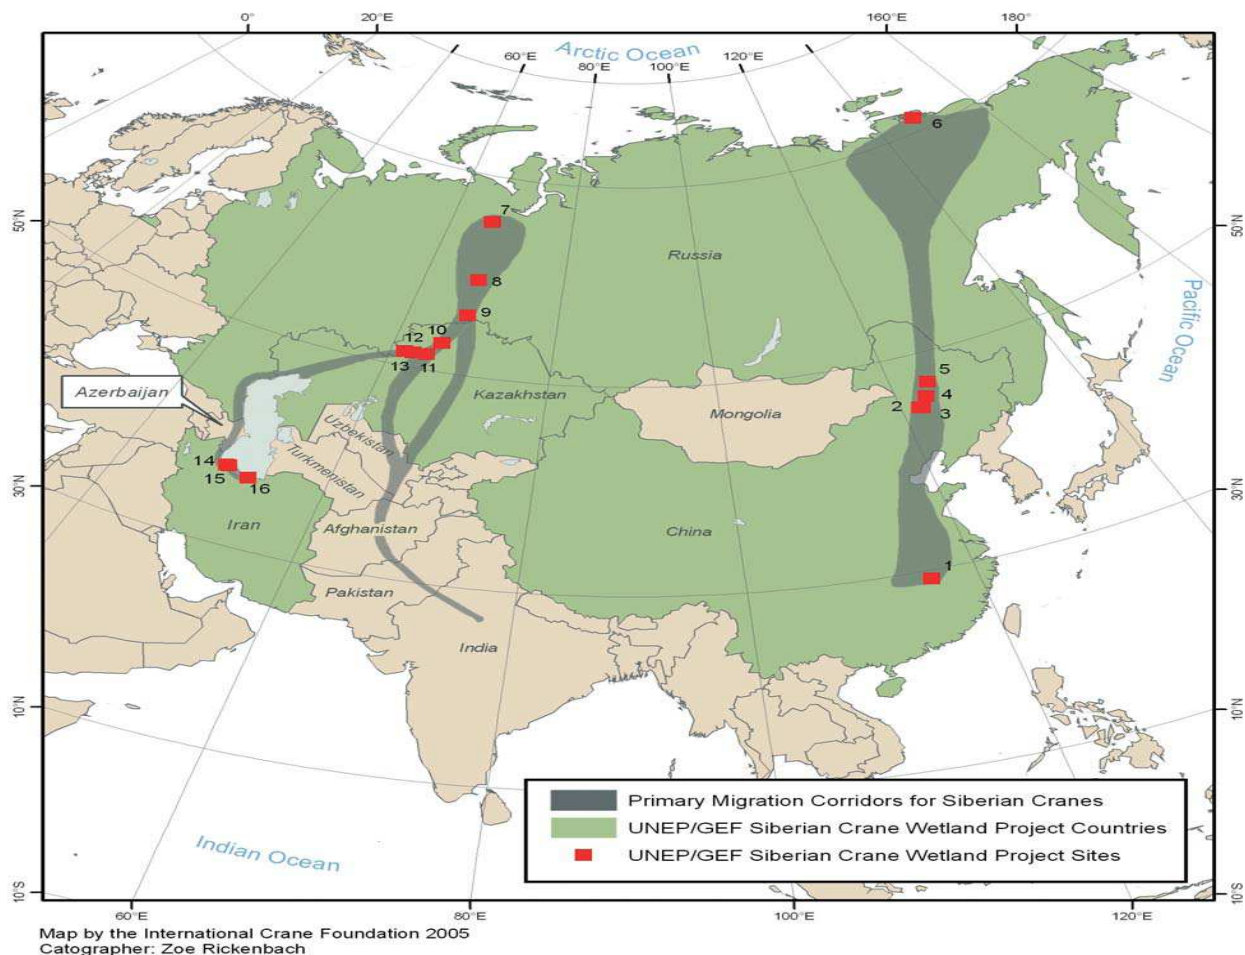 0°
20°E
160°E
180°
Arctic Ocean
60°E
80°E
100°E
120°E
6
50°N
50°N
7
Russia
8
Pacific Ocean
9
10
12
13
11
5
4
2
3
Azerbaijan
Kazakhstan
Mongolia
Uzbekistan
Turkmenistan
14
15
16
30°N
30°N
Iran
Afghanistan
China
1
Pakistan
India
10°N
10°N
Primary Migration Corridors for Siberian Cranes
UNEP/GEF Siberian Crane Wetland Project Countries
UNEP/GEF Siberian Crane Wetland Project Sites
Indian Ocean
10°S
10°S
60°E
80°E
100°E
120°E
Map by the International Crane Foundation 2005
Catographer: Zoe Rickenbach